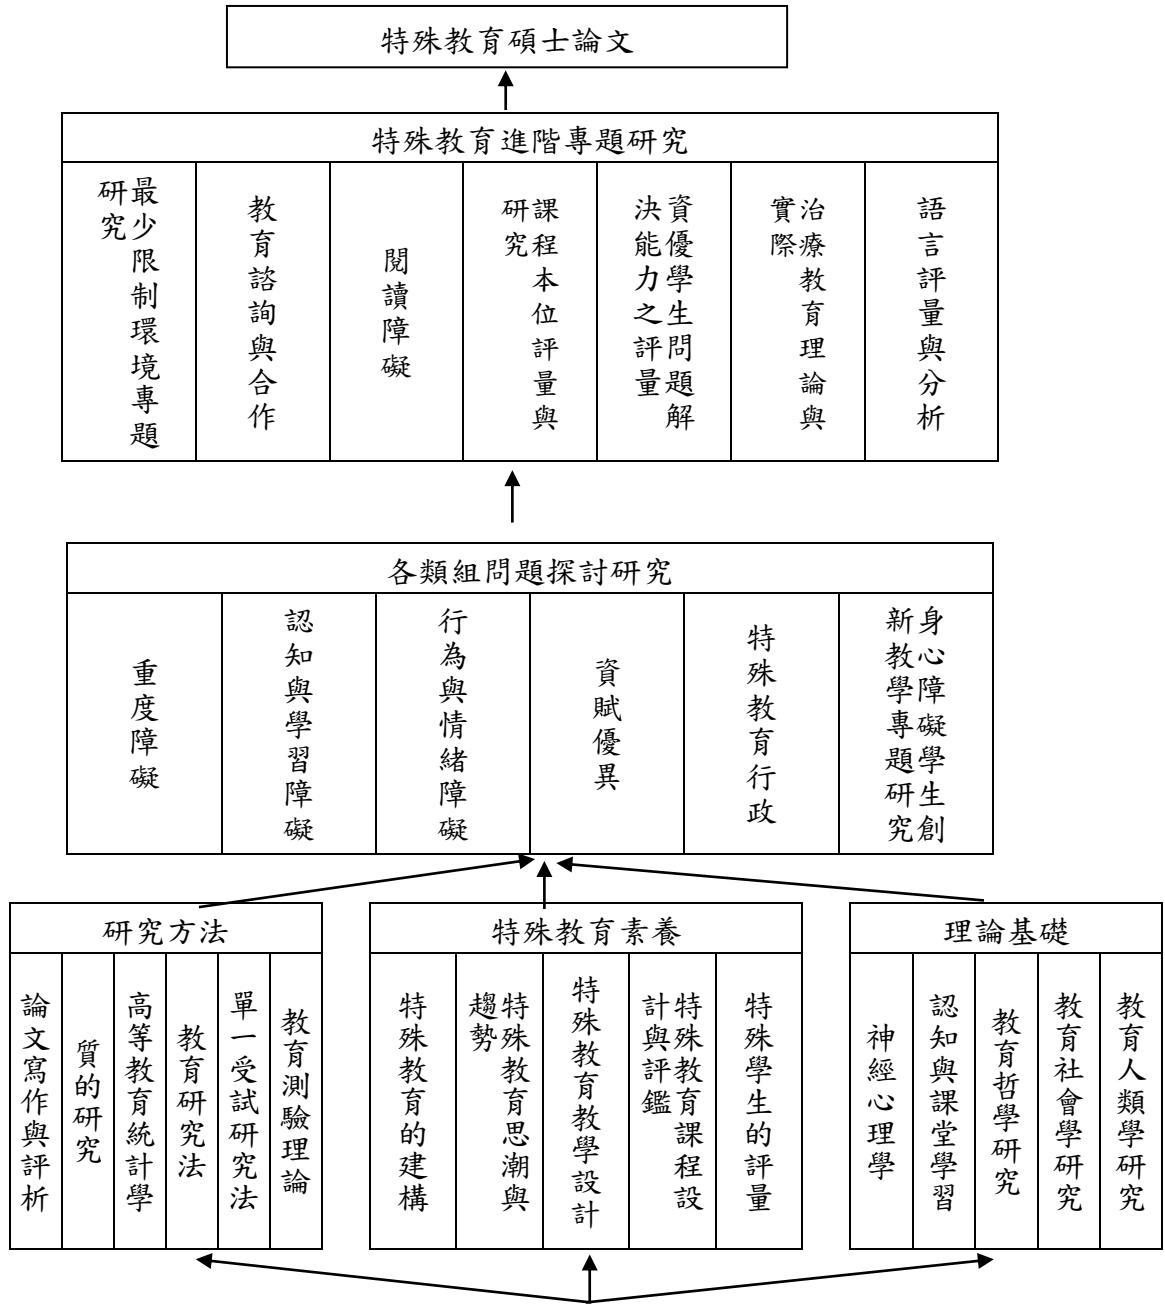 特殊教育碩士論文
特殊教育進階專題研究
最少限制環境專題
研究
教育諮詢與合作
閱讀障礙
課程本位評量與
研究
資優學生問題解
決能力之評量
治療教育理論與
實際
語言評量與分析
各類組問題探討研究
重度障礙
認知與學習障礙
行為與情緒障礙
資賦優異
特殊教育行政
身心障礙學生創
新教學專題研究
研究方法
論文寫作與評析
質的研究
高等教育統計學
教育研究法
單一受試研究法
教育測驗理論
特殊教育素養
特殊教育的建構
特殊教育思潮與
趨勢
特殊教育教學設計
特殊教育課程設
計與評鑑
特殊學生的評量
理論基礎
神經心理學
認知與課堂學習
教育哲學研究
教育社會學研究
教育人類學研究